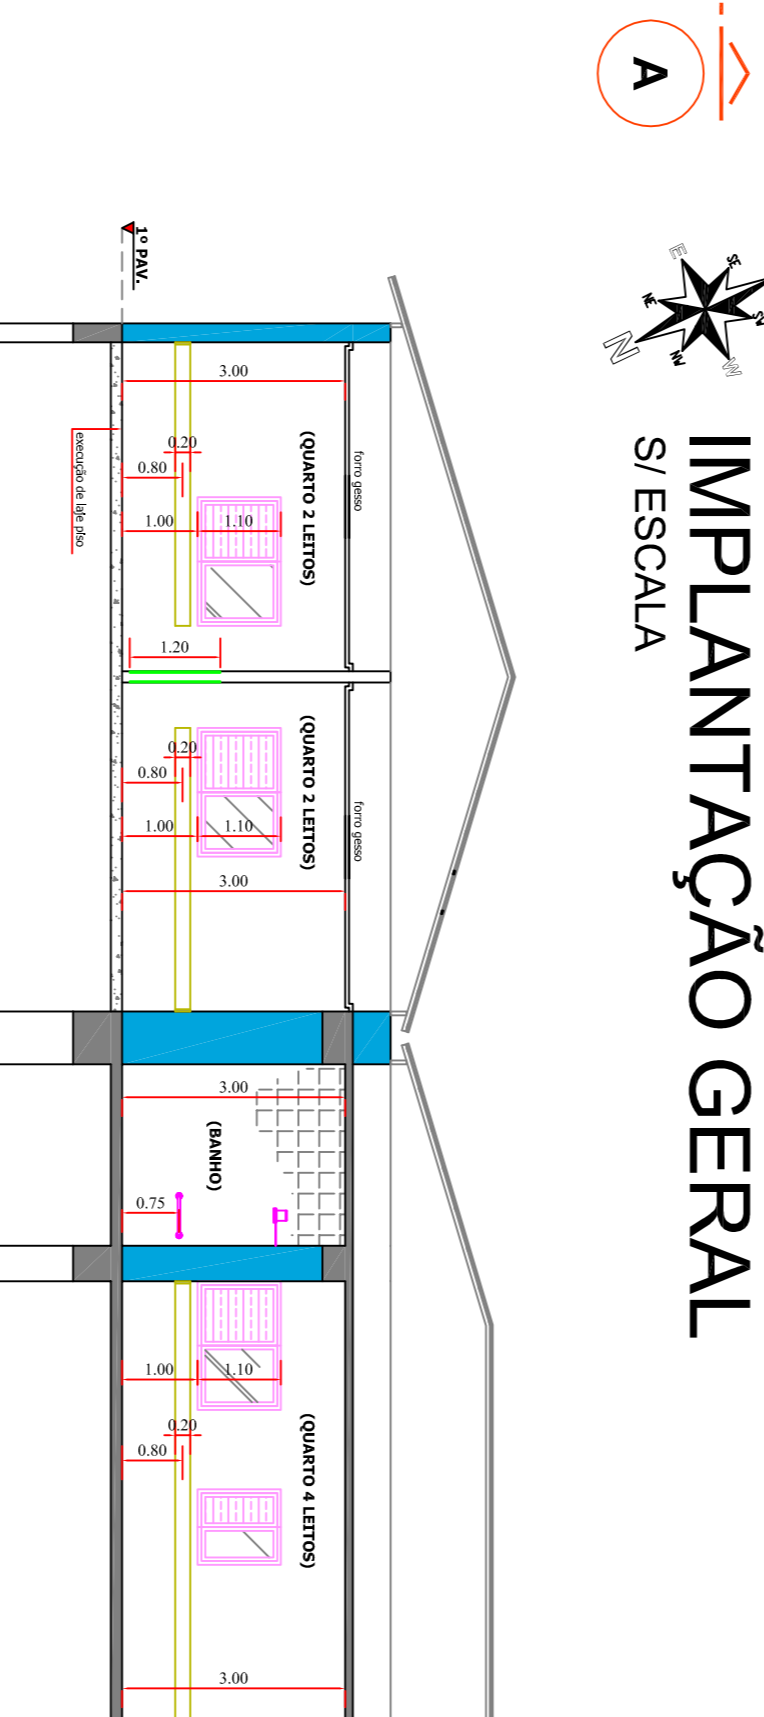 A
E
SE
NE
N
NW
W
IMPLANTAÇÃO GERAL
S/ ESCALA
1º PAV.
3.00
0.20
0.80
1.00
1.10
(QUARTO 2 LEITOS)
forro gesso
execução de laje piso
1.20
0.20
0.80
1.00
1.10
(QUARTO 2 LEITOS)
forro gesso
3.00
3.00
(BANHO)
0.75
1.00
1.10
0.20
0.80
(QUARTO 4 LEITOS)
3.00